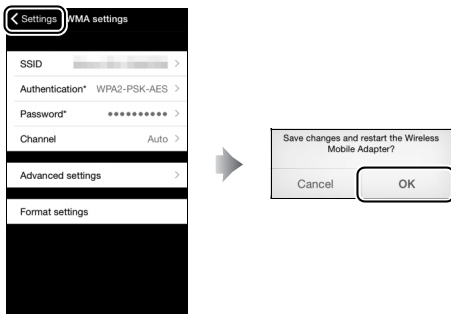 Settings WMA settings
SSID
Authentication* WPA2-PSK-AES
Password* ●●●●●●●●●●
Channel Auto
Advanced settings
Format settings
Save changes and restart the Wireless
Mobile Adapter?
Cancel OK